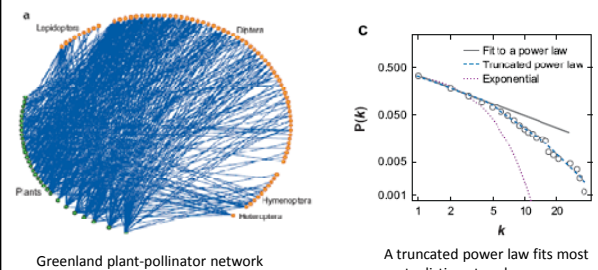 a
Lepidoptera
Diptera
Plants
Hymenoptera
Heteroptera
Greenland plant-pollinator network
C
Fit to a power law
Truncated power law
Exponential
P(k)
0.500
0.050
0.005
0.001
1 2 5 10 20
k
A truncated power law fits most